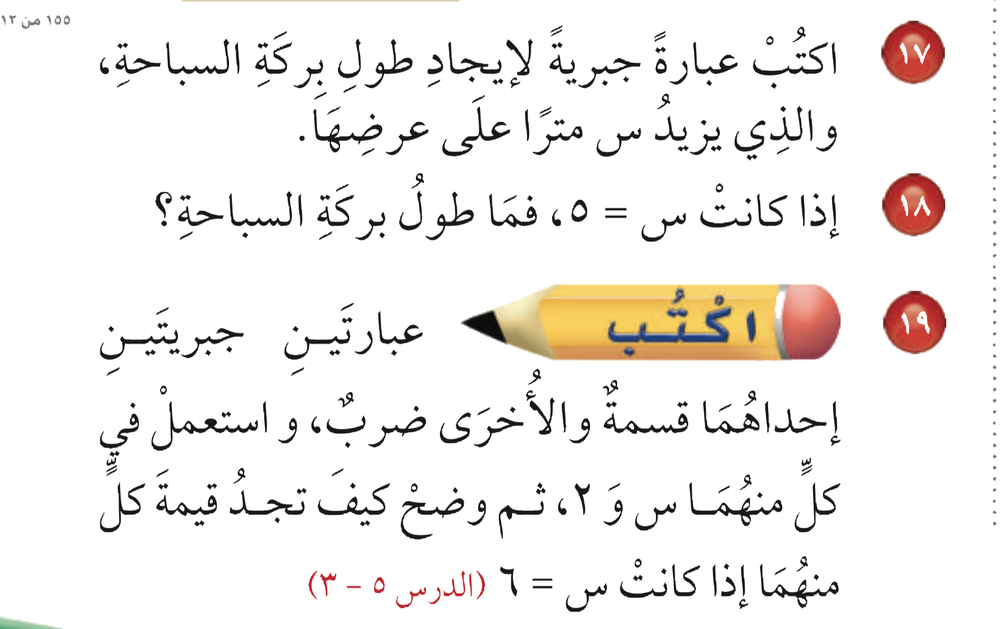 ١٥٥ من ١٢
١٧ اكتُبْ عبارةً جبريةً لإيجادِ طولِ بِركَةِ السباحةِ،
والذِي يزيدُ س مترًا علَى عرضِهَا.
١٨ إذا كانتْ س = ٥، فمَا طولُ بركَةِ السباحةِ؟
١٩ اكْتُب عبارتَينِ جبريتَينِ
إحداهُمَا قسمةٌ والأُخرَى ضربٌ، و استعملْ في
كلٍّ منهُمَا س وَ ٢، ثم وضحْ كيفَ تجدُ قيمةَ كلٍّ
منهُمَا إذا كانتْ س = ٦ (الدرس ٥ – ٣)